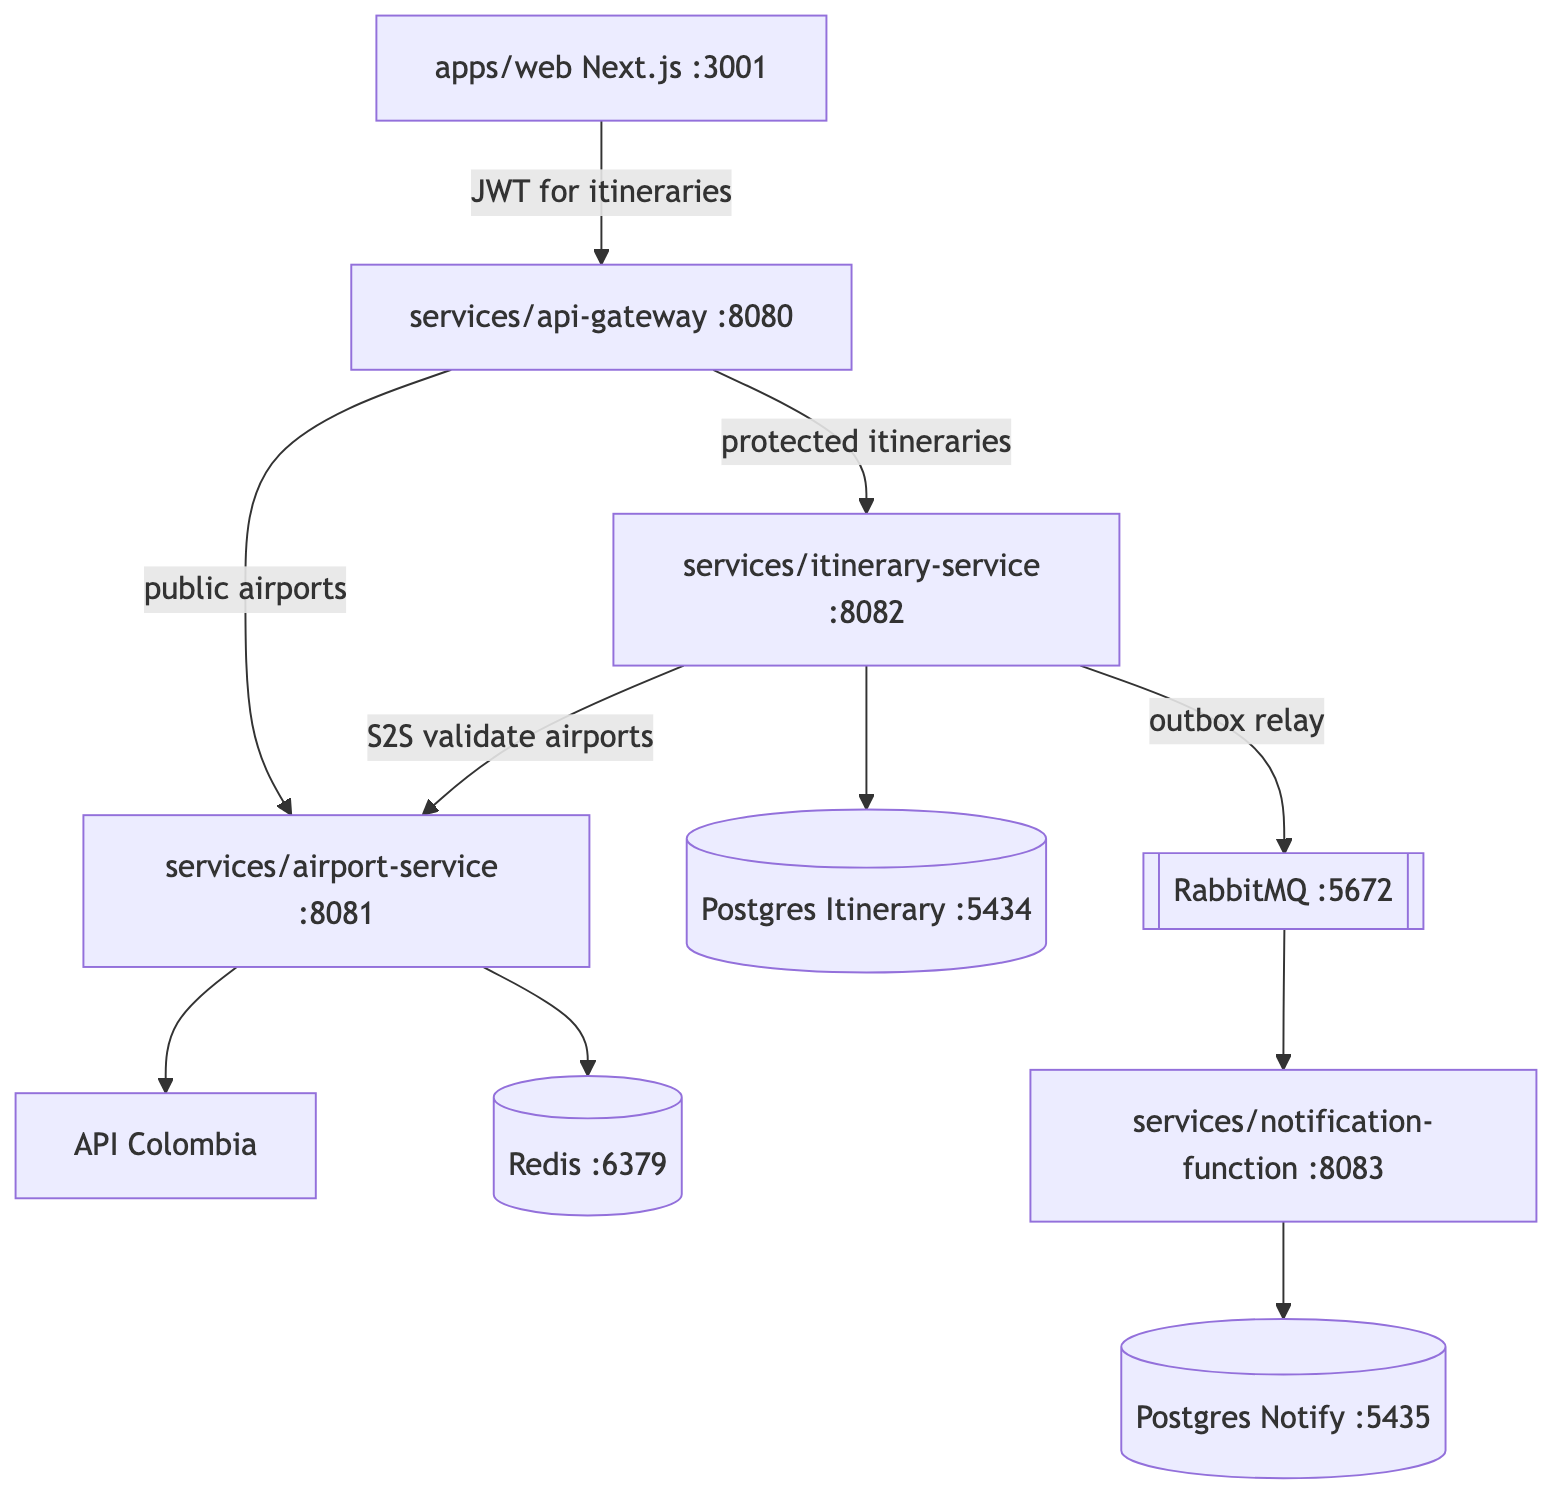 apps/web Next.js :3001
JWT for itineraries
services/api-gateway :8080
protected itineraries
services/itinerary-service
:8082
public airports
S2S validate airports
outbox relay
services/airport-service
:8081
Postgres Itinerary :5434
RabbitMQ :5672
API Colombia
Redis :6379
services/notification-
function :8083
Postgres Notify :5435